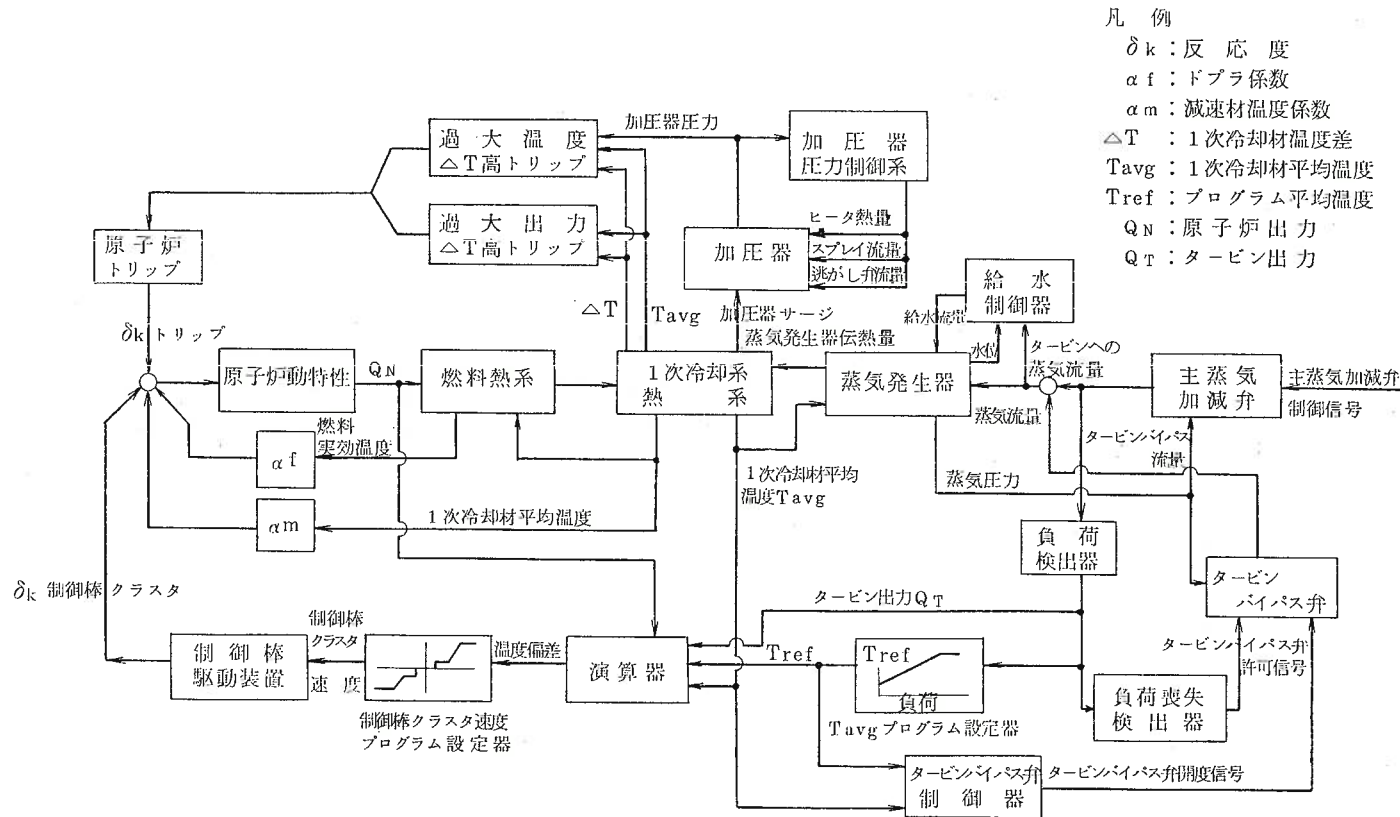 凡例
δk：反応度
αf：ドプラ係数
αm：減速材温度係数
△T：1次冷却材温度差
Tavg：1次冷却材平均温度
Tref：プログラム平均温度
QN：原子炉出力
QT：タービン出力
過大温度
△T高トリップ
加圧器圧力
加圧器
圧力制御系
過大出力
△T高トリップ
原子炉
トリップ
加圧器
ヒータ熱量
スプレイ流量
逃がし弁流量
給水
制御器
給水流量
水位
△T
Tavg
加圧器サージ
蒸気発生器伝熱量
δkトリップ
原子炉動特性
QN
燃料熱系
1次冷却系
熱系
蒸気発生器
タービンへの
蒸気流量
蒸気流量
主蒸気
加減弁
主蒸気加減弁
制御信号
燃料
実効温度
αf
1次冷却材平均
温度Tavg
蒸気圧力
タービンバイパス
流量
αm
1次冷却材平均温度
負荷
検出器
タービン
バイパス弁
δk 制御棒クラスタ
タービン出力QT
制御棒
駆動装置
制御棒
クラスタ
速度
制御棒クラスタ速度
プログラム設定器
温度偏差
演算器
Tref
Tref
負荷
Tavgプログラム設定器
タービンバイパス弁
許可信号
負荷喪失
検出器
タービンバイパス弁
制御器
タービンバイパス弁開度信号